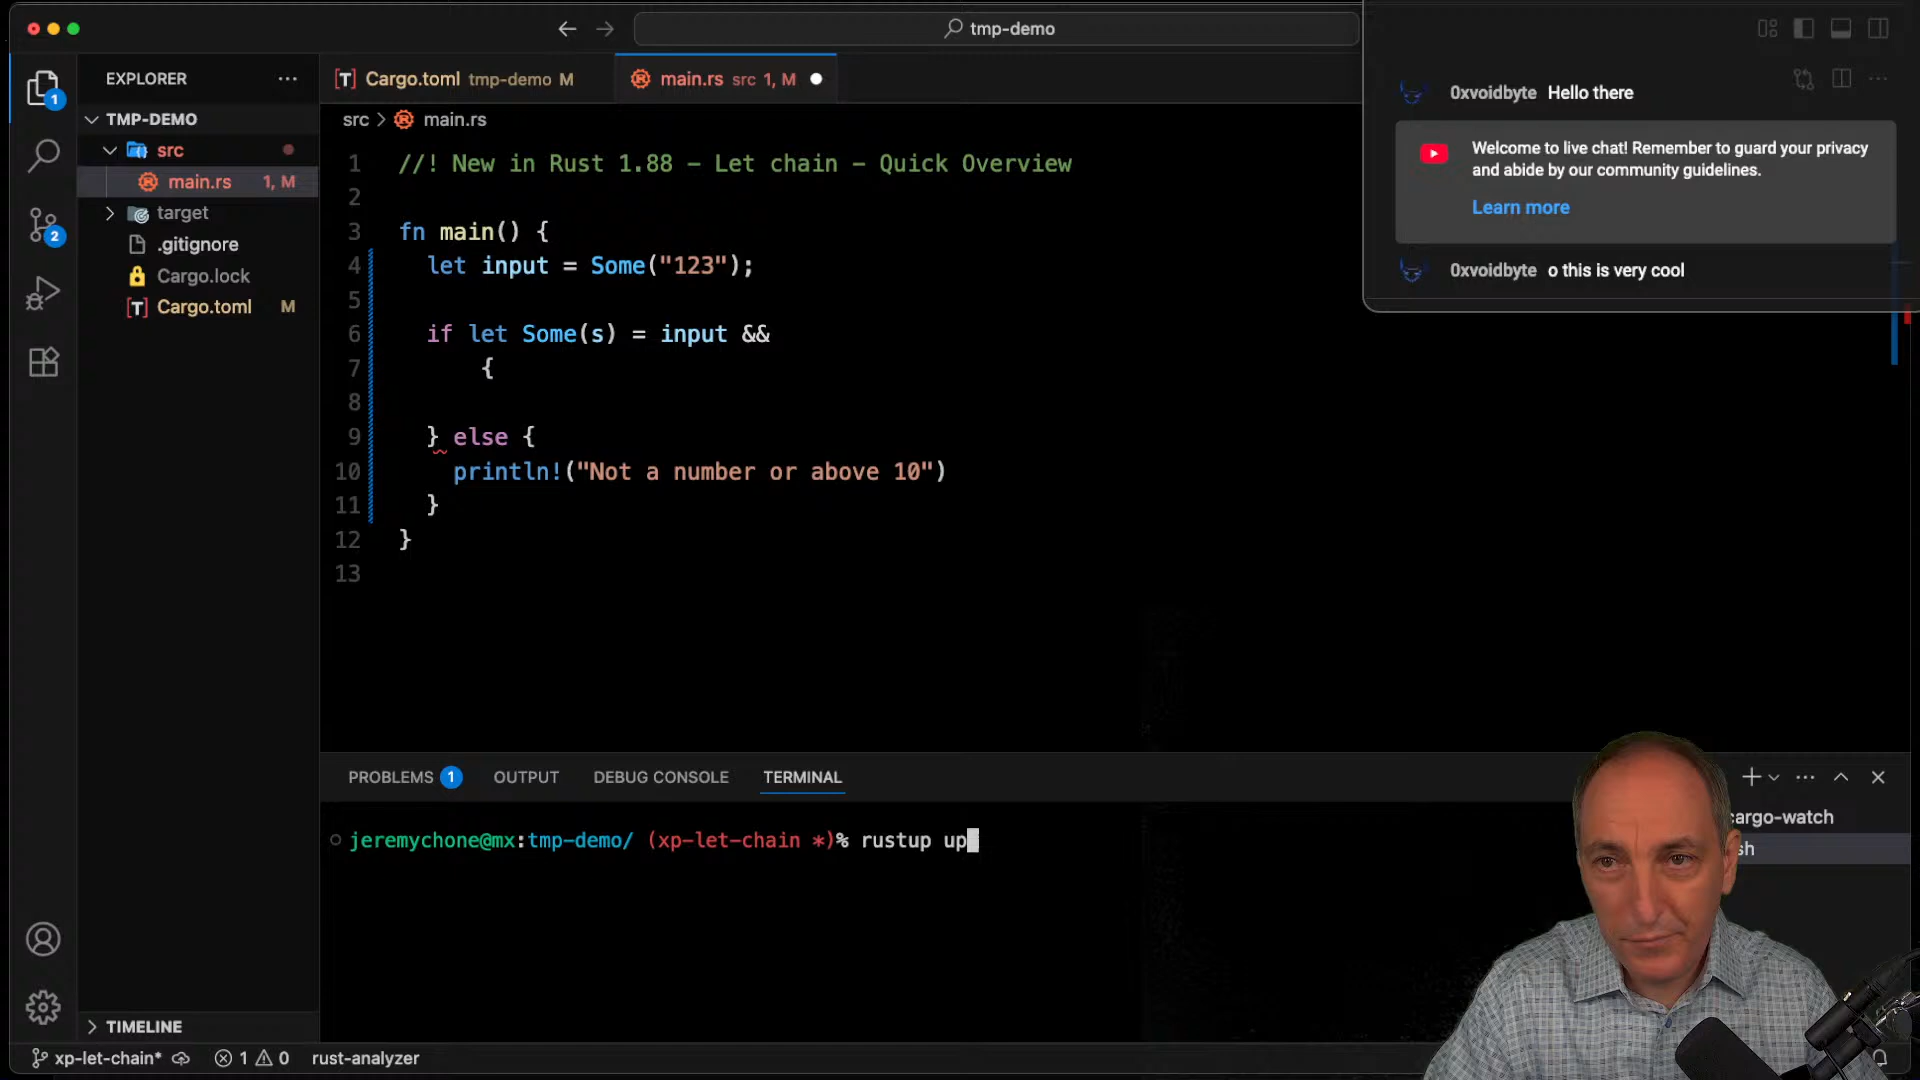 tmp-demo
EXPLORER
1
TMP-DEMO
src
main.rs 1, M
target
.gitignore
2
Cargo.lock
Cargo.toml M
Cargo.toml tmp-demo M
main.rs src 1, M
src > main.rs
1 //! New in Rust 1.88 – Let chain – Quick Overview
2
3 fn main() {
4 let input = Some("123");
5
6 if let Some(s) = input &&
7 {
8
9 } else {
10 println!("Not a number or above 10")
11 }
12 }
13
0xvoidbyte Hello there
Welcome to live chat! Remember to guard your privacy
and abide by our community guidelines.
Learn more
0xvoidbyte o this is very cool
PROBLEMS 1 OUTPUT DEBUG CONSOLE TERMINAL
jeremychone@mx:tmp-demo/ (xp-let-chain *)% rustup up
cargo-watch
sh
TIMELINE
xp-let-chain* 1 0 rust-analyzer